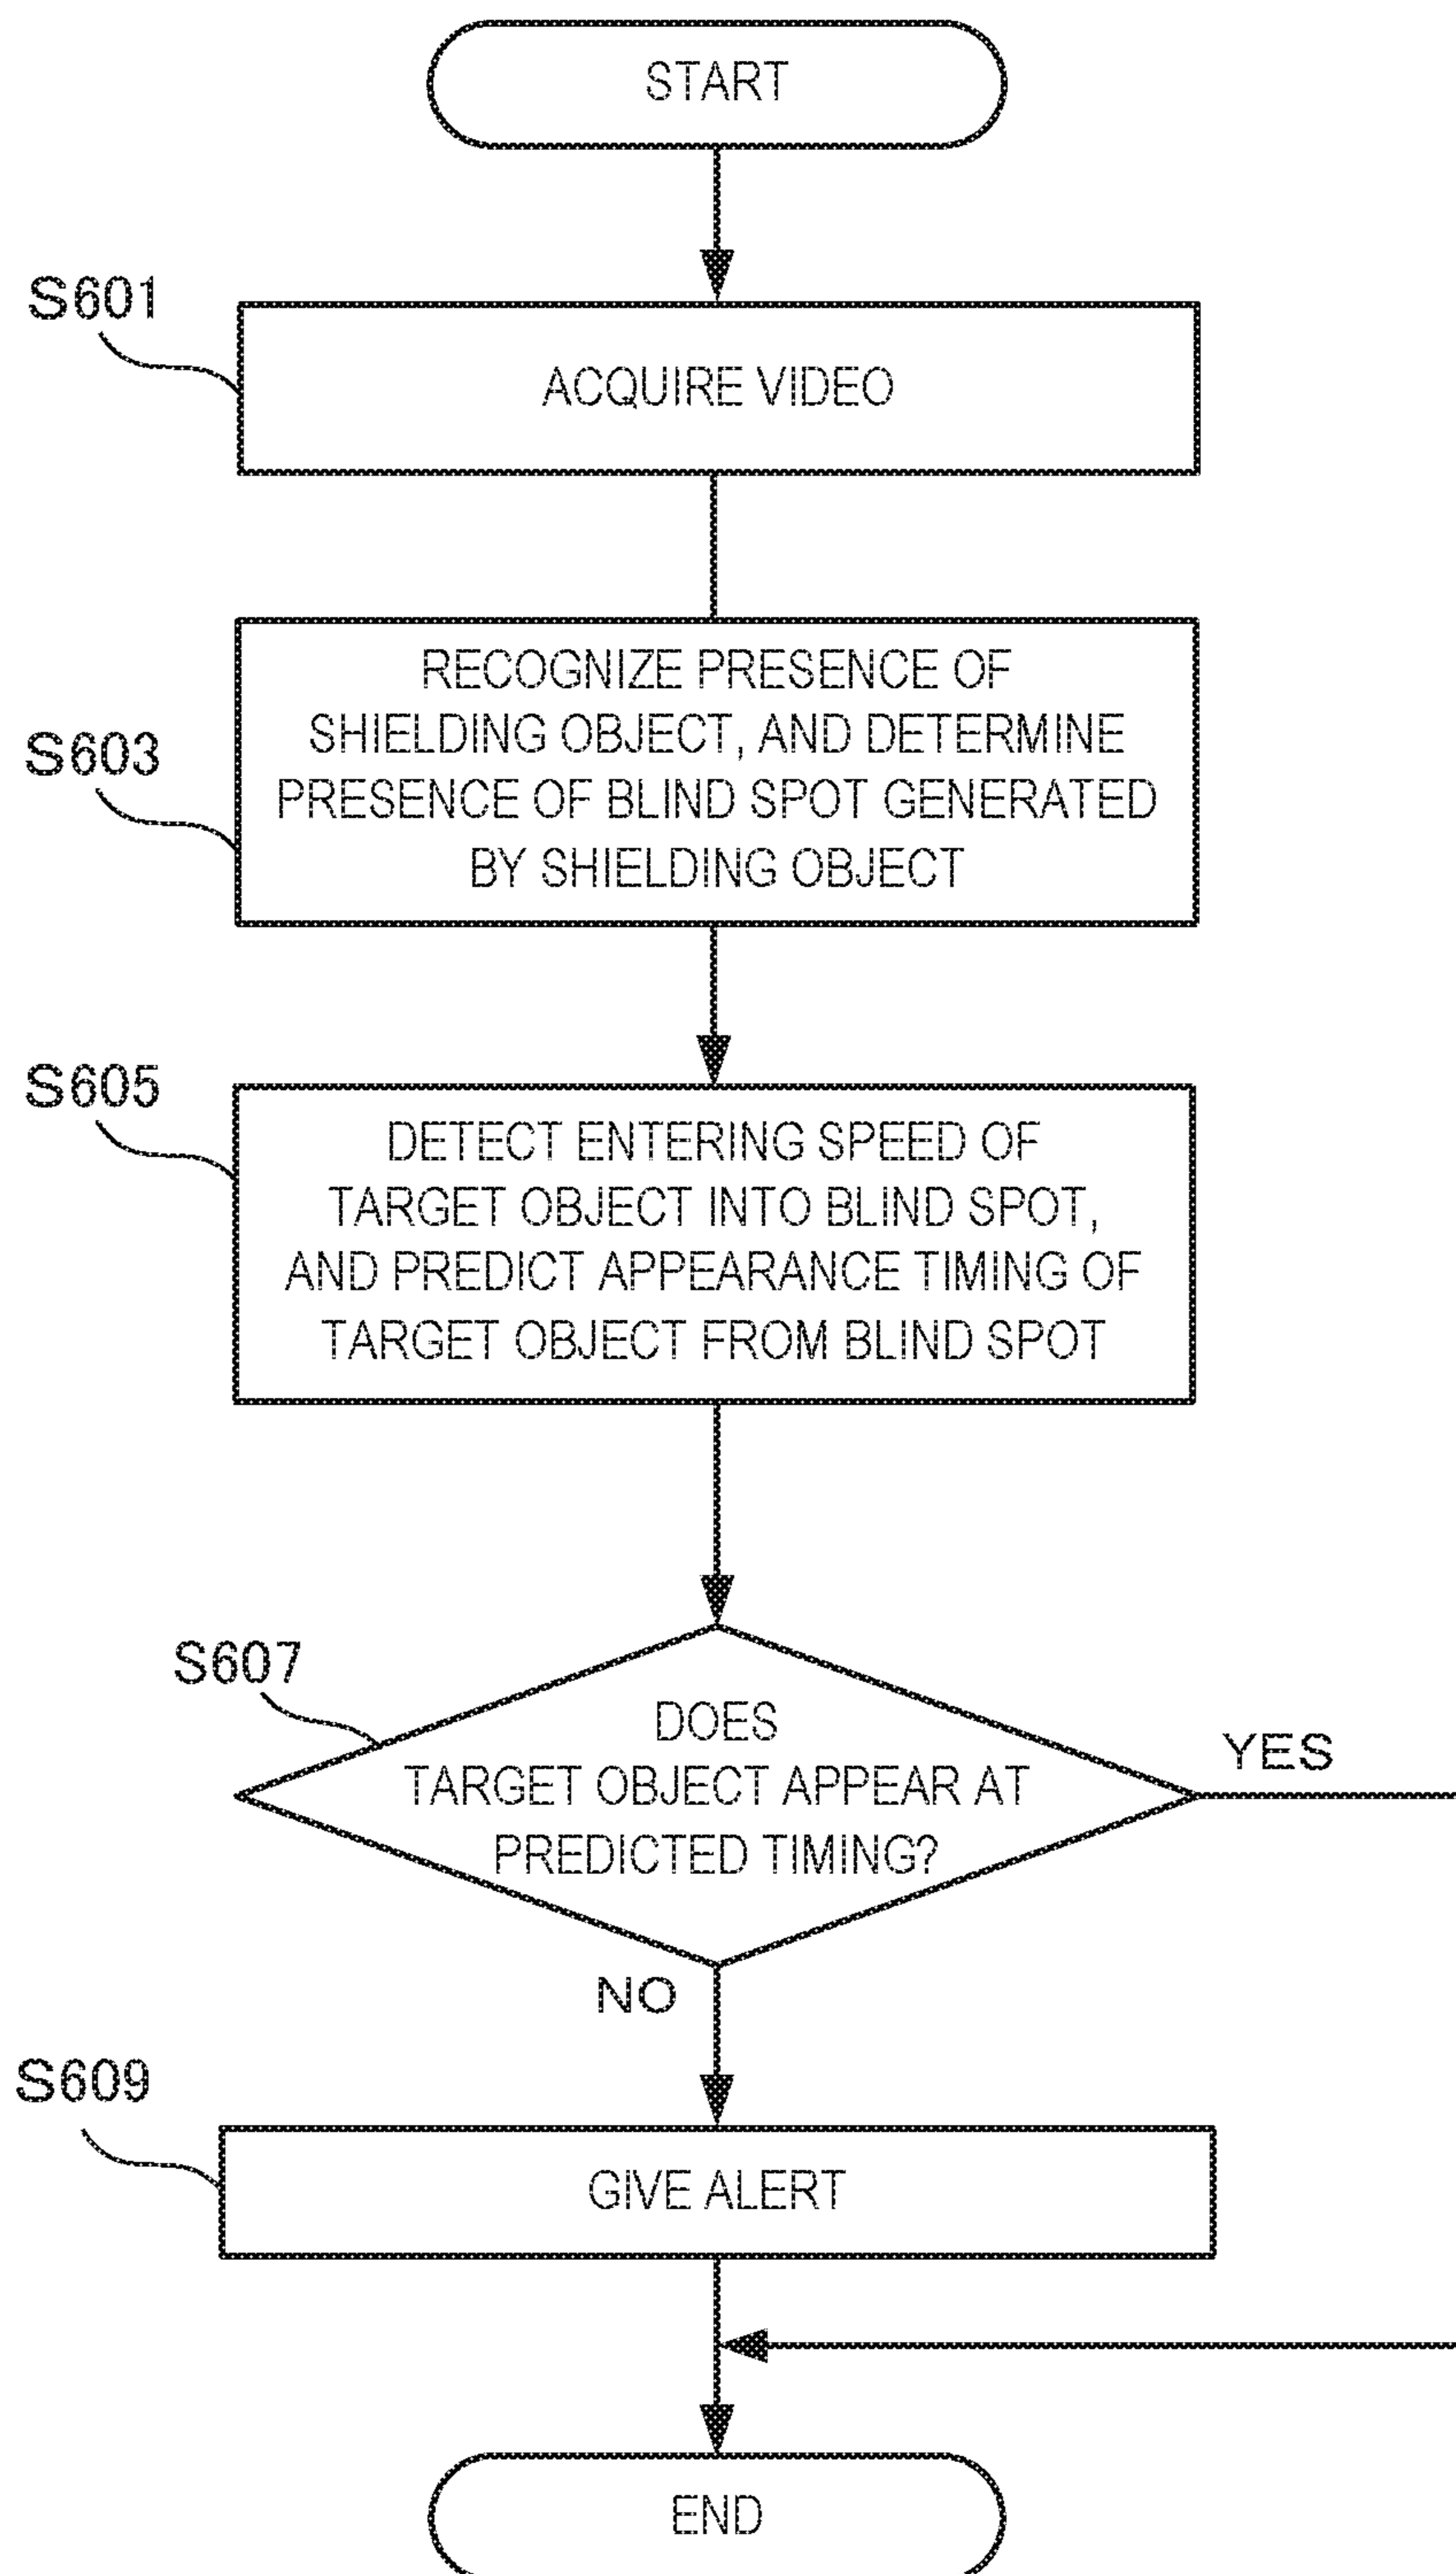 START
S601
ACQUIRE VIDEO
S603
RECOGNIZE PRESENCE OF
SHIELDING OBJECT, AND DETERMINE
PRESENCE OF BLIND SPOT GENERATED
BY SHIELDING OBJECT
S605
DETECT ENTERING SPEED OF
TARGET OBJECT INTO BLIND SPOT,
AND PREDICT APPEARANCE TIMING OF
TARGET OBJECT FROM BLIND SPOT
S607
DOES
TARGET OBJECT APPEAR AT
PREDICTED TIMING?
YES
NO
S609
GIVE ALERT
END